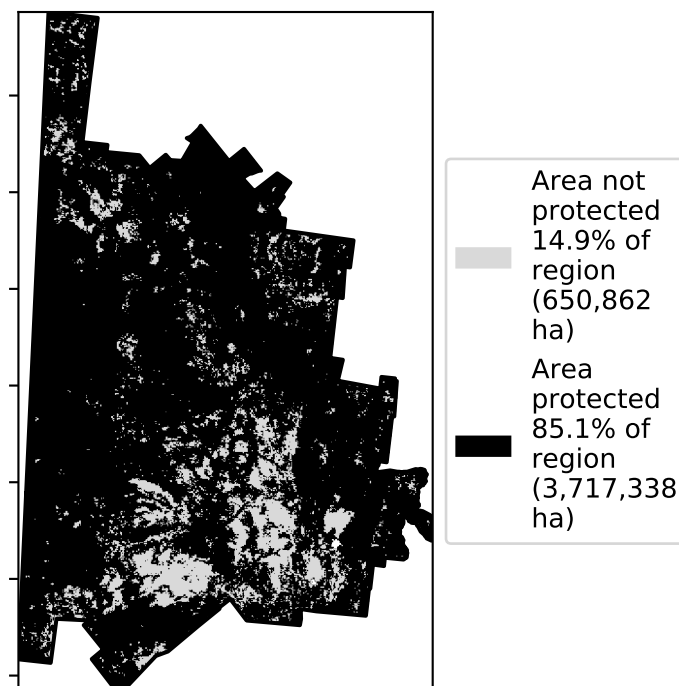 Area not
protected
14.9% of
region
(650,862
ha)
Area
protected
85.1% of
region
(3,717,338
ha)